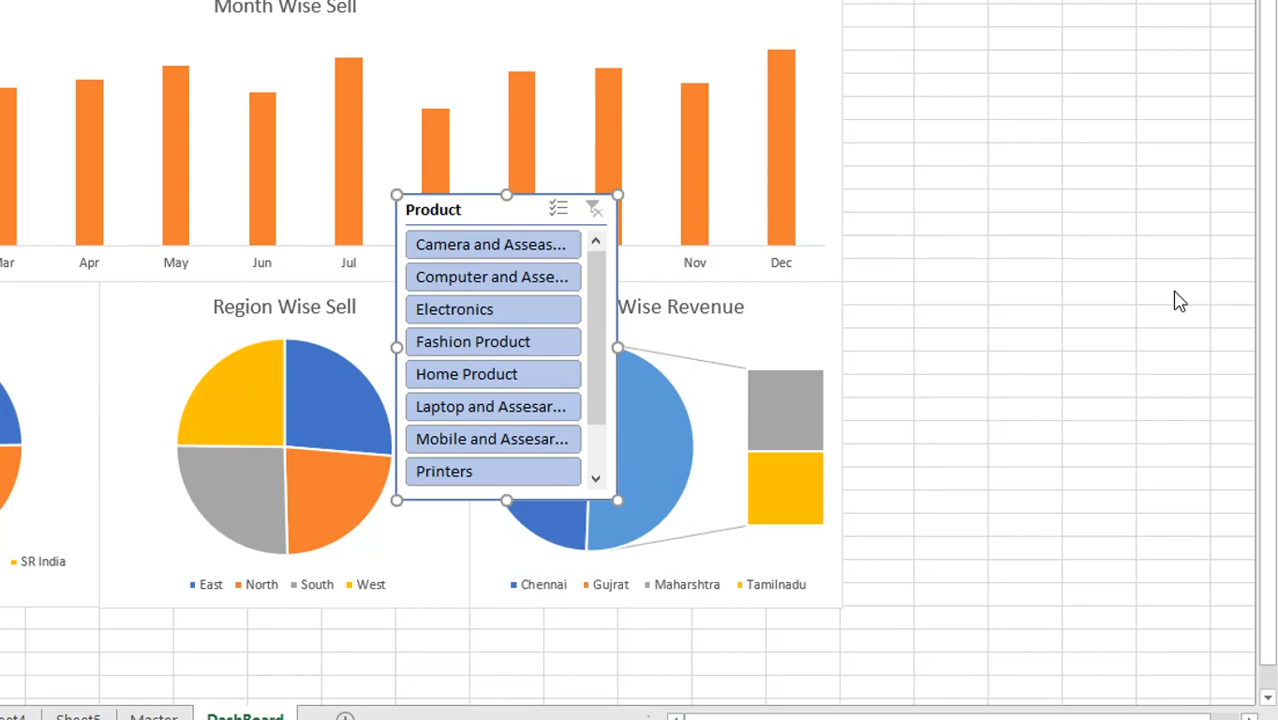 Month Wise Sell
Mar Apr May Jun Jul Nov Dec
Product
Camera and Asseas...
Computer and Asse...
Electronics
Fashion Product
Home Product
Laptop and Assesar...
Mobile and Assesar...
Printers
Region Wise Sell
Wise Revenue
SR India
East North South West
Chennai Gujrat Maharshtra Tamilnadu
Sheet5 Master DashBoard